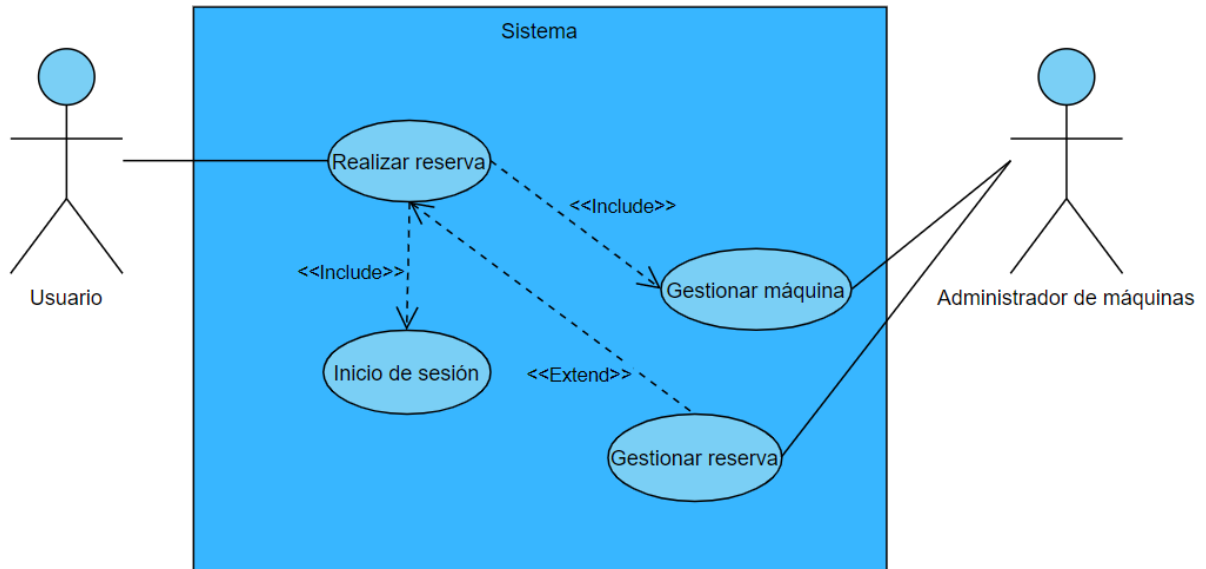 Sistema
Realizar reserva
<<Include>>
<<Include>>
Gestionar máquina
Usuario
Administrador de máquinas
Inicio de sesión
<<Extend>>
Gestionar reserva